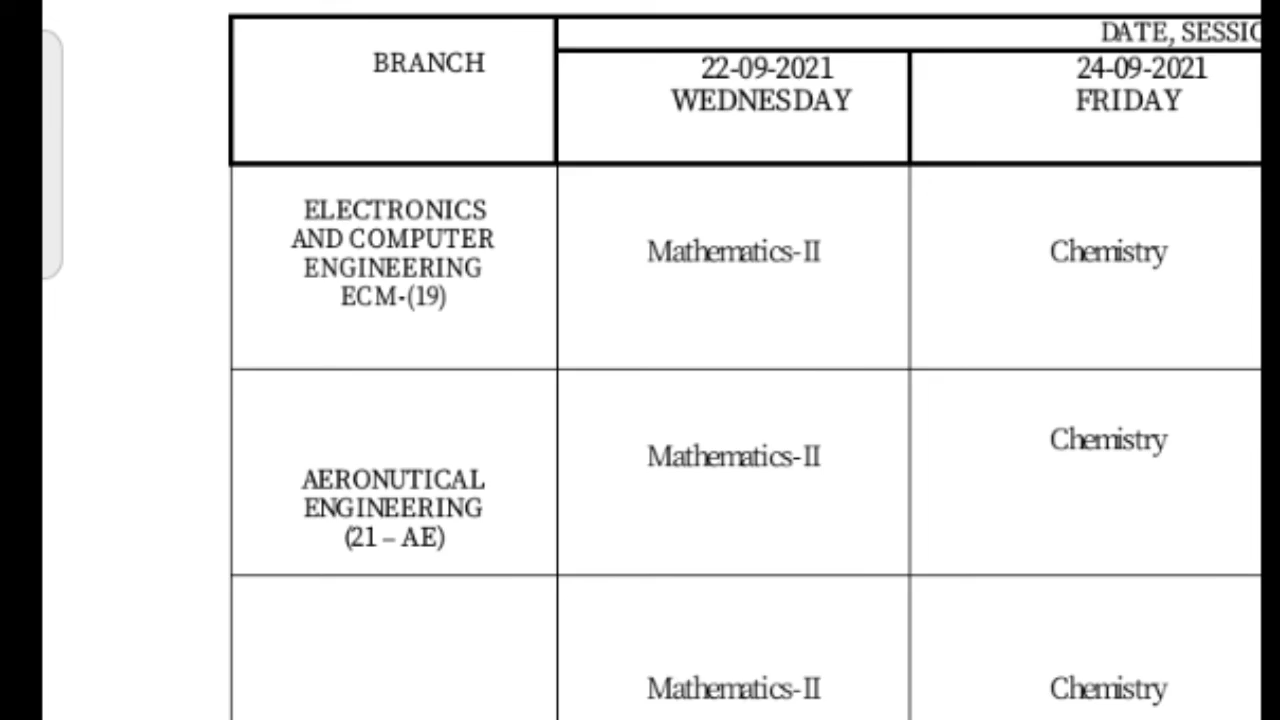 BRANCH
DATE, SESSIO
22-09-2021
WEDNESDAY
24-09-2021
FRIDAY
ELECTRONICS
AND COMPUTER
ENGINEERING
ECM-(19)
Mathematics-II
Chemistry
AERONUTICAL
ENGINEERING
(21 – AE)
Mathematics-II
Chemistry
Mathematics-II
Chemistry